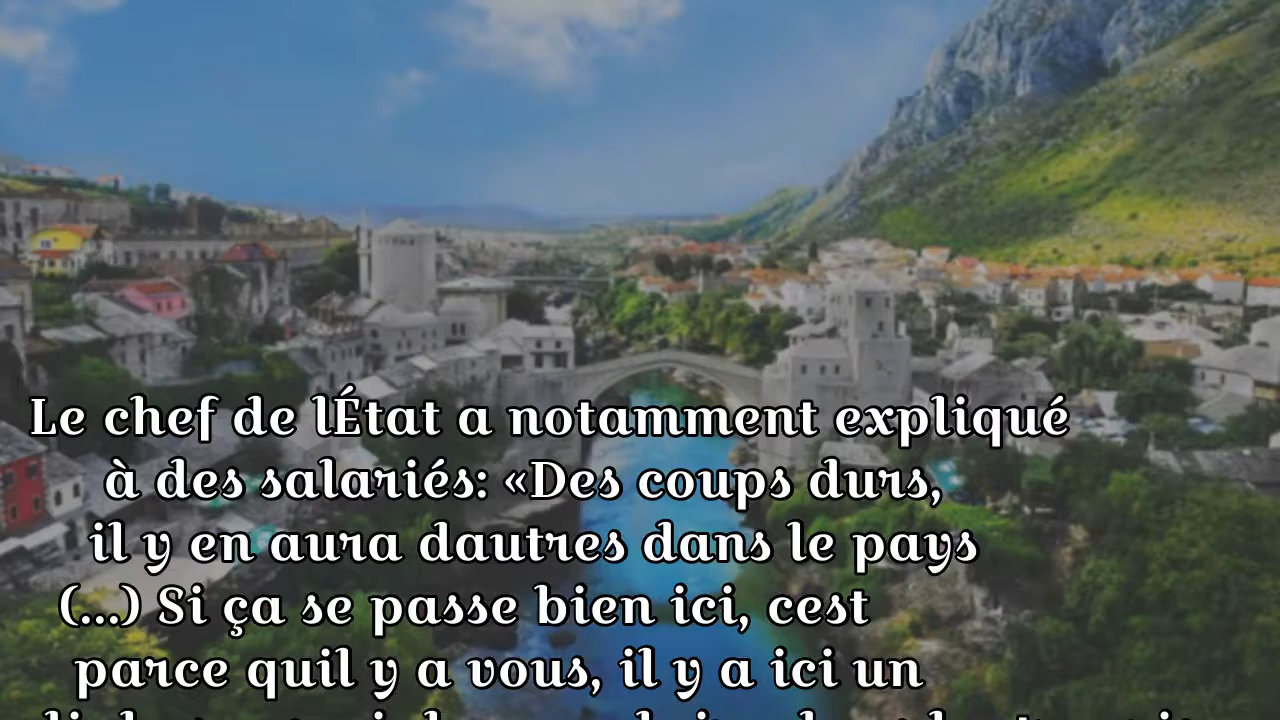 Le chef de lÉtat a notamment expliqué
à des salariés: «Des coups durs,
il y en aura dautres dans le pays
(...) Si ça se passe bien ici, cest
parce quil y a vous, il y a ici un